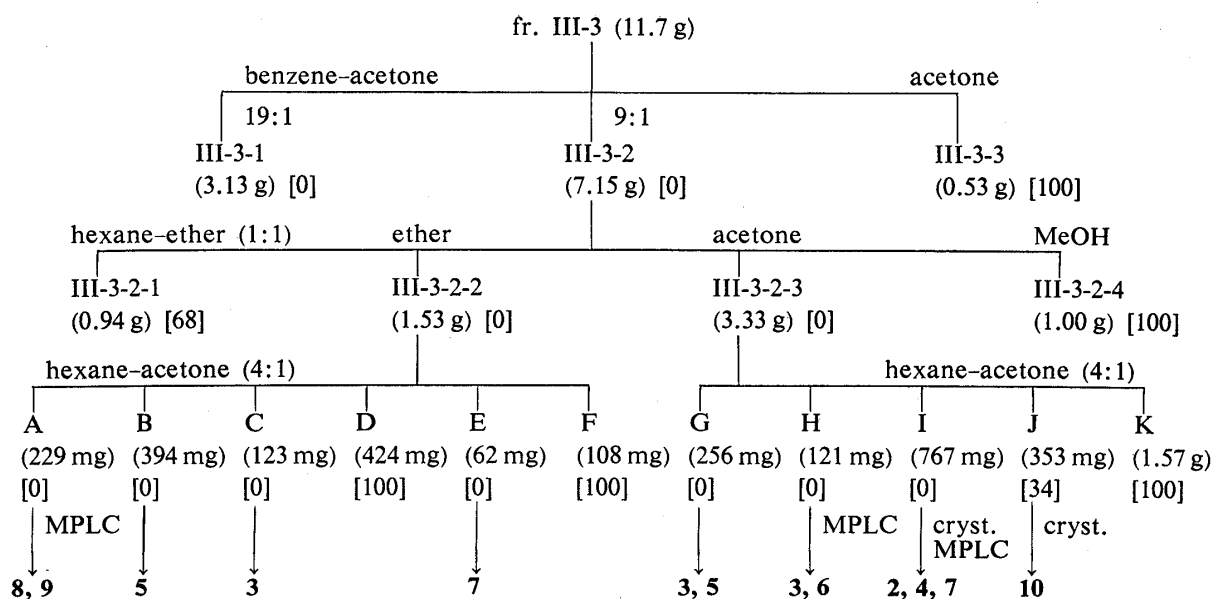 fr. III-3 (11.7 g)
benzene–acetone acetone
19:1 9:1
III-3-1 III-3-2 III-3-3
(3.13 g) [0] (7.15 g) [0] (0.53 g) [100]
hexane–ether (1:1) ether acetone MeOH
III-3-2-1 III-3-2-2 III-3-2-3 III-3-2-4
(0.94 g) [68] (1.53 g) [0] (3.33 g) [0] (1.00 g) [100]
hexane–acetone (4:1) hexane–acetone (4:1)
A B C D E F G H I J K
(229 mg) (394 mg) (123 mg) (424 mg) (62 mg) (108 mg) (256 mg) (121 mg) (767 mg) (353 mg) (1.57 g)
[0] [0] [0] [100] [0] [100] [0] [0] [0] [34] [100]
MPLC MPLC cryst. cryst.
MPLC
8, 9 5 3 7 3, 5 3, 6 2, 4, 7 10